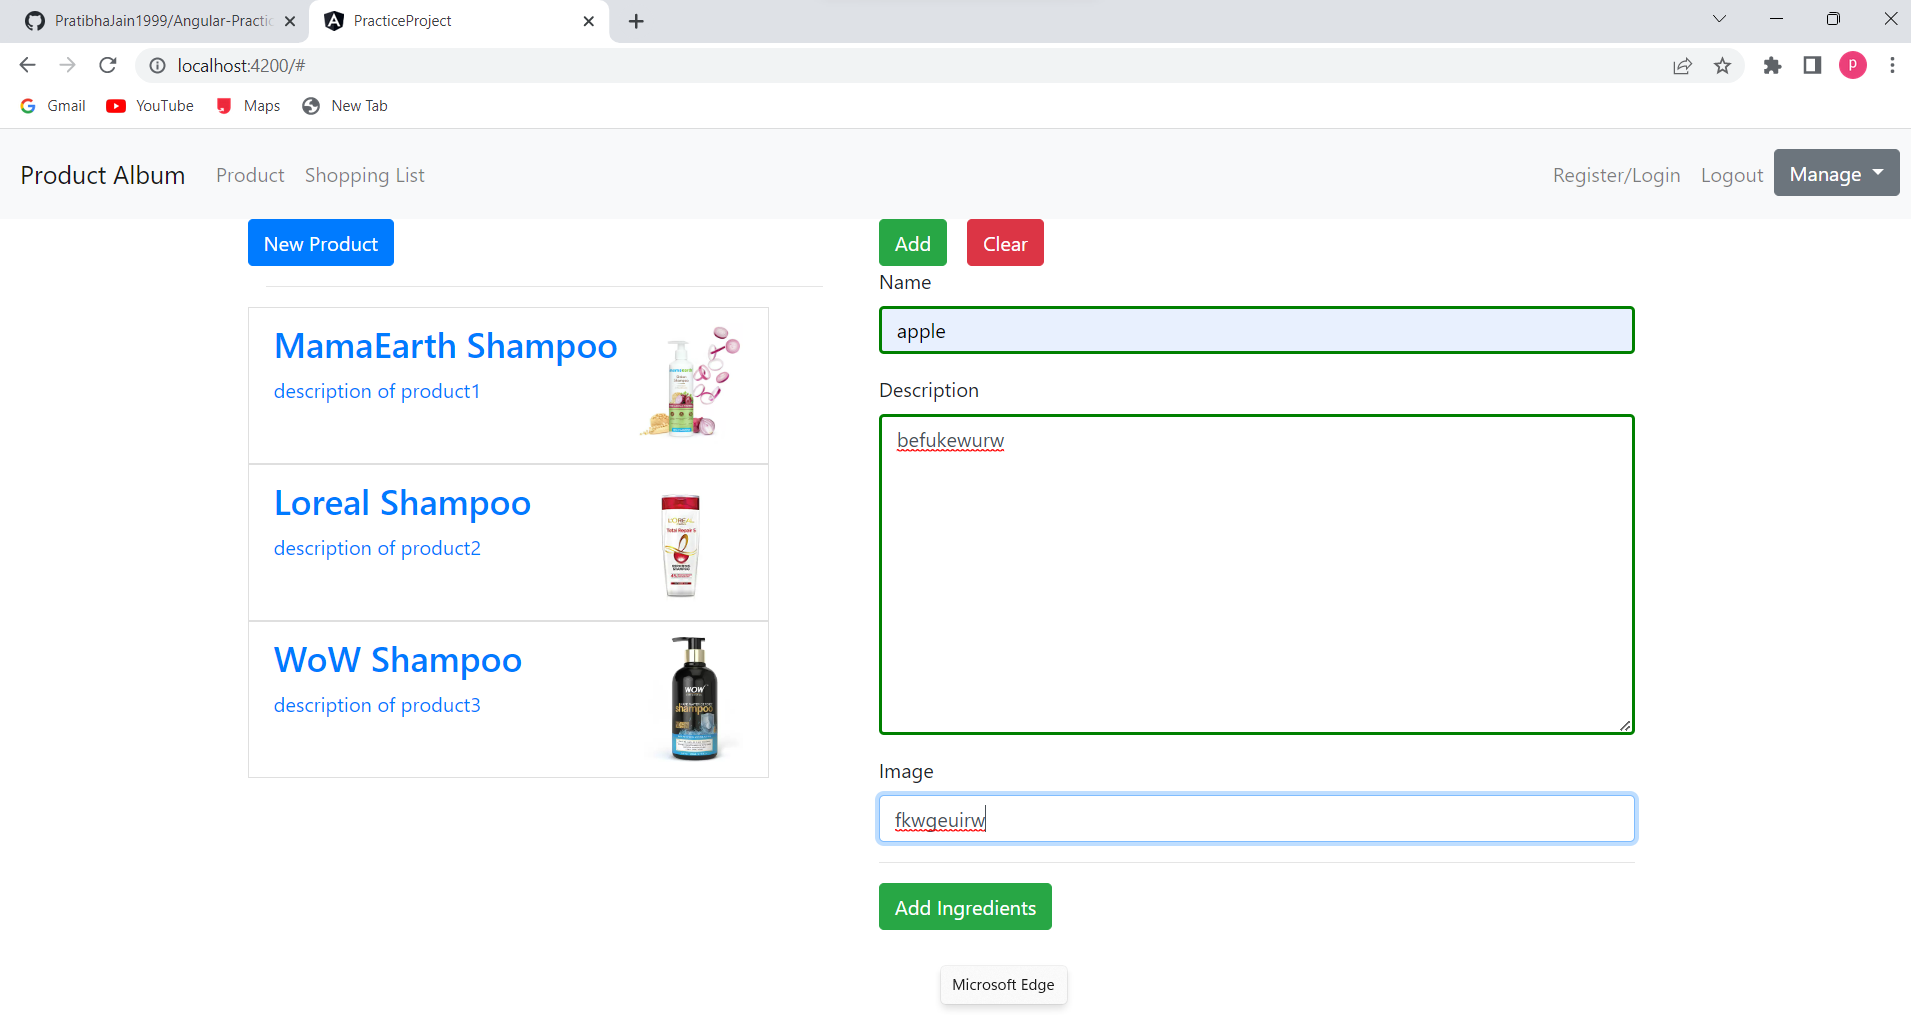 PratibhaJain1999/Angular-Practic
PracticeProject
localhost:4200/#
P
Gmail
YouTube
Maps
New Tab
Product Album
Product
Shopping List
Register/Login
Logout
Manage
New Product
MamaEarth Shampoo
description of product1
Loreal Shampoo
description of product2
WoW Shampoo
description of product3
WOW
shampoo
Add
Clear
Name
apple
Description
befukewurw
Image
fkwgeuirw
Add Ingredients
Microsoft Edge